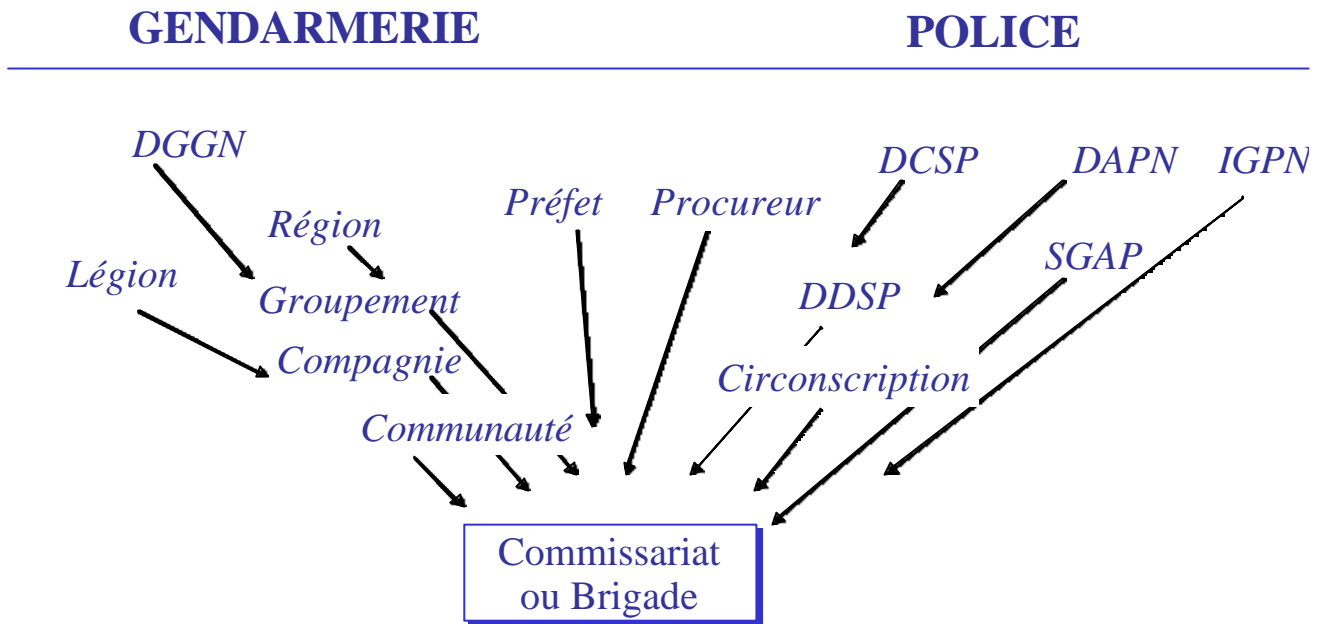 GENDARMERIE POLICE
DGGN DCSP DAPN IGPN
Préfet Procureur
Région
SGAP
Légion
Groupement DDSP
Compagnie
Circonscription
Communauté
Commissariat
ou Brigade